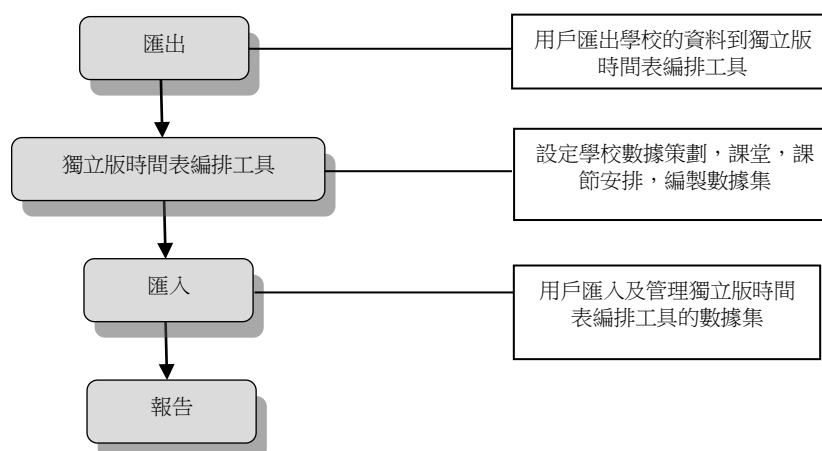 匯出
用戶匯出學校的資料到獨立版
時間表編排工具
獨立版時間表編排工具
設定學校數據策劃，課堂，課
節安排，編製數據集
匯入
用戶匯入及管理獨立版時間
表編排工具的數據集
報告